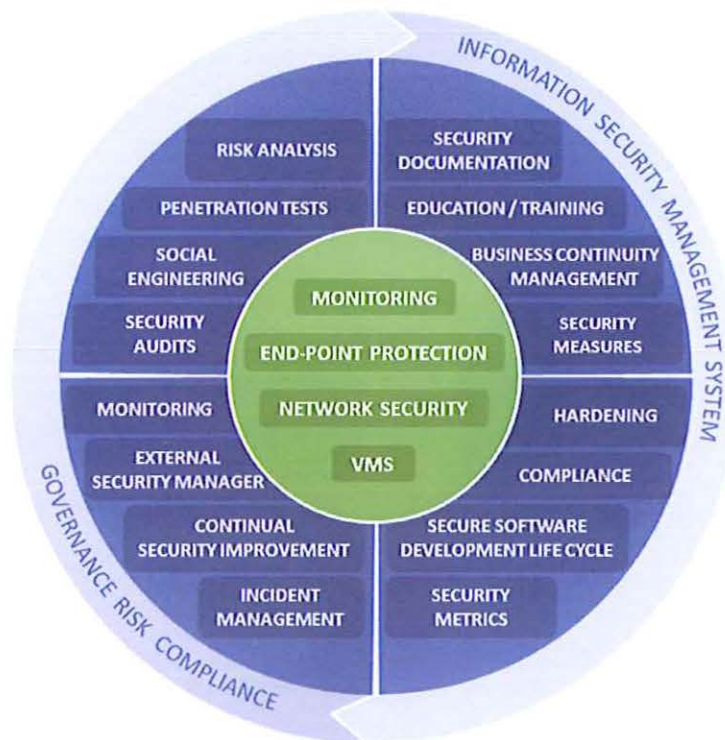 INFORMATION SECURITY MANAGEMENT SYSTEM
RISK ANALYSIS
PENETRATION TESTS
SOCIAL
ENGINEERING
SECURITY
AUDITS
SECURITY
DOCUMENTATION
EDUCATION / TRAINING
BUSINESS CONTINUITY
MANAGEMENT
SECURITY
MEASURES
MONITORING
END-POINT PROTECTION
NETWORK SECURITY
VMS
MONITORING
EXTERNAL
SECURITY MANAGER
CONTINUAL
SECURITY IMPROVEMENT
INCIDENT
MANAGEMENT
HARDENING
COMPLIANCE
SECURE SOFTWARE
DEVELOPMENT LIFE CYCLE
SECURITY
METRICS
GOVERNANCE RISK COMPLIANCE